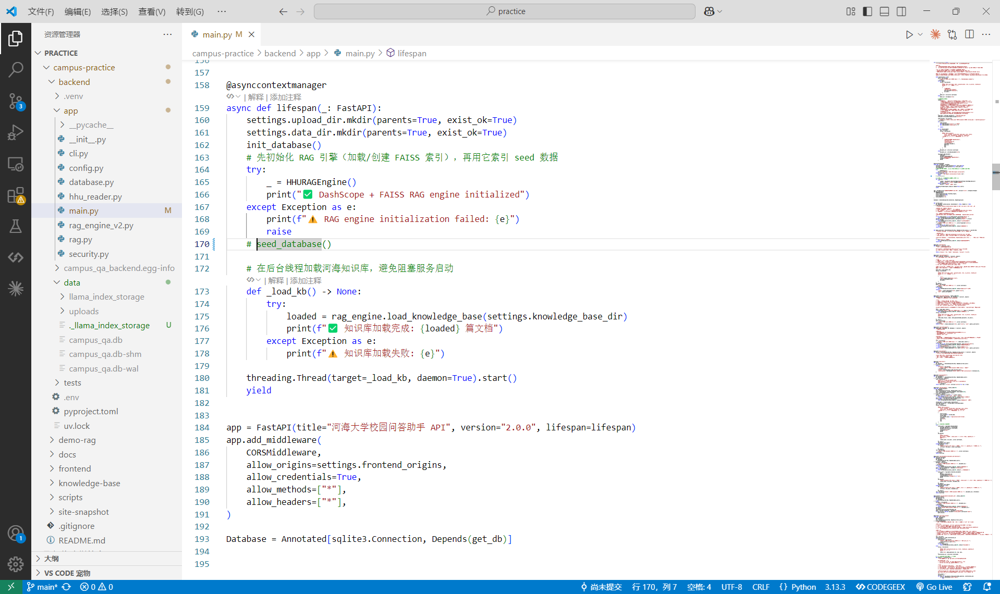 文件(F) 编辑(E) 选择(S) 查看(V) 转到(G) ··· practice
资源管理器 ···
main.py M
PRACTICE
campus-practice
backend
.venv
app
__pycache__
__init__.py
cli.py
config.py
database.py
hhu_reader.py
main.py M
rag_engine_v2.py
rag.py
security.py
campus_qa_backend.egg-info
data
llama_index_storage
uploads
._llama_index_storage U
campus_qa.db
campus_qa.db-shm
campus_qa.db-wal
tests
.env
pyproject.toml
uv.lock
demo-rag
docs
frontend
knowledge-base
scripts
site-snapshot
.gitignore
README.md
大纲
VS CODE 宠物
3
1
campus-practice > backend > app > main.py > lifespan
156
157
158 @asynccontextmanager
| 解释 | 添加注释
159 async def lifespan(_: FastAPI):
160 settings.upload_dir.mkdir(parents=True, exist_ok=True)
161 settings.data_dir.mkdir(parents=True, exist_ok=True)
162 init_database()
163 # 先初始化 RAG 引擎（加载/创建 FAISS 索引），再用它索引 seed 数据
164 try:
165 _ = HHURAGEngine()
166 print("✅ DashScope + FAISS RAG engine initialized")
167 except Exception as e:
168 print(f"⚠️ RAG engine initialization failed: {e}")
169 raise
170 # seed_database()
171
172 # 在后台线程加载河海知识库，避免阻塞服务启动
| 解释 | 添加注释
173 def _load_kb() -> None:
174 try:
175 loaded = rag_engine.load_knowledge_base(settings.knowledge_base_dir)
176 print(f"✅ 知识库加载完成: {loaded} 篇文档")
177 except Exception as e:
178 print(f"⚠️ 知识库加载失败: {e}")
179
180 threading.Thread(target=_load_kb, daemon=True).start()
181 yield
182
183
184 app = FastAPI(title="河海大学校园问答助手 API", version="2.0.0", lifespan=lifespan)
185 app.add_middleware(
186 CORSMiddleware,
187 allow_origins=settings.frontend_origins,
188 allow_credentials=True,
189 allow_methods=["*"],
190 allow_headers=["*"],
191 )
192
193 Database = Annotated[sqlite3.Connection, Depends(get_db)]
194
195
main* 0 0 尚未提交 行 170，列 7 空格: 4 UTF-8 CRLF {} Python 3.13.3 CODEGEEX Go Live